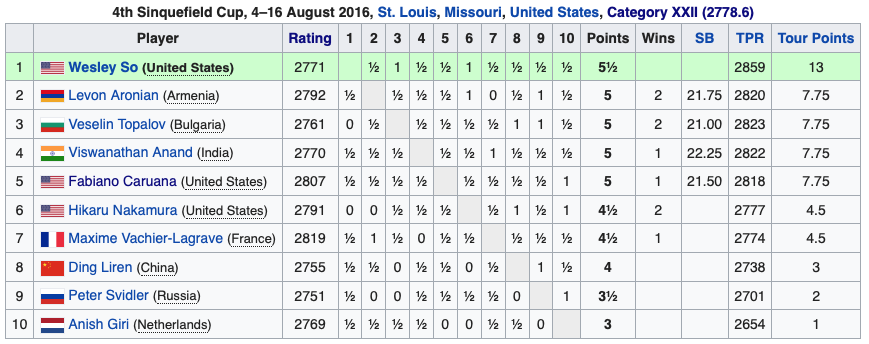 4th Sinquefield Cup, 4–16 August 2016, St. Louis, Missouri, United States, Category XXII (2778.6)
Player Rating 1 2 3 4 5 6 7 8 9 10 Points Wins SB TPR Tour Points
1 Wesley So (United States) 2771 ½ 1 ½ ½ 1 ½ ½ ½ ½ 5½ 2859 13
2 Levon Aronian (Armenia) 2792 ½ ½ ½ ½ 1 0 ½ 1 ½ 5 2 21.75 2820 7.75
3 Veselin Topalov (Bulgaria) 2761 0 ½ ½ ½ ½ ½ 1 1 ½ 5 2 21.00 2823 7.75
4 Viswanathan Anand (India) 2770 ½ ½ ½ ½ ½ 1 ½ ½ ½ 5 1 22.25 2822 7.75
5 Fabiano Caruana (United States) 2807 ½ ½ ½ ½ ½ ½ ½ ½ 1 5 1 21.50 2818 7.75
6 Hikaru Nakamura (United States) 2791 0 0 ½ ½ ½ ½ 1 ½ 1 4½ 2 2777 4.5
7 Maxime Vachier-Lagrave (France) 2819 ½ 1 ½ 0 ½ ½ ½ ½ ½ 4½ 1 2774 4.5
8 Ding Liren (China) 2755 ½ ½ 0 ½ ½ 0 ½ 1 ½ 4 2738 3
9 Peter Svidler (Russia) 2751 ½ 0 0 ½ ½ ½ ½ 0 1 3½ 2701 2
10 Anish Giri (Netherlands) 2769 ½ ½ ½ ½ 0 0 ½ ½ 0 3 2654 1